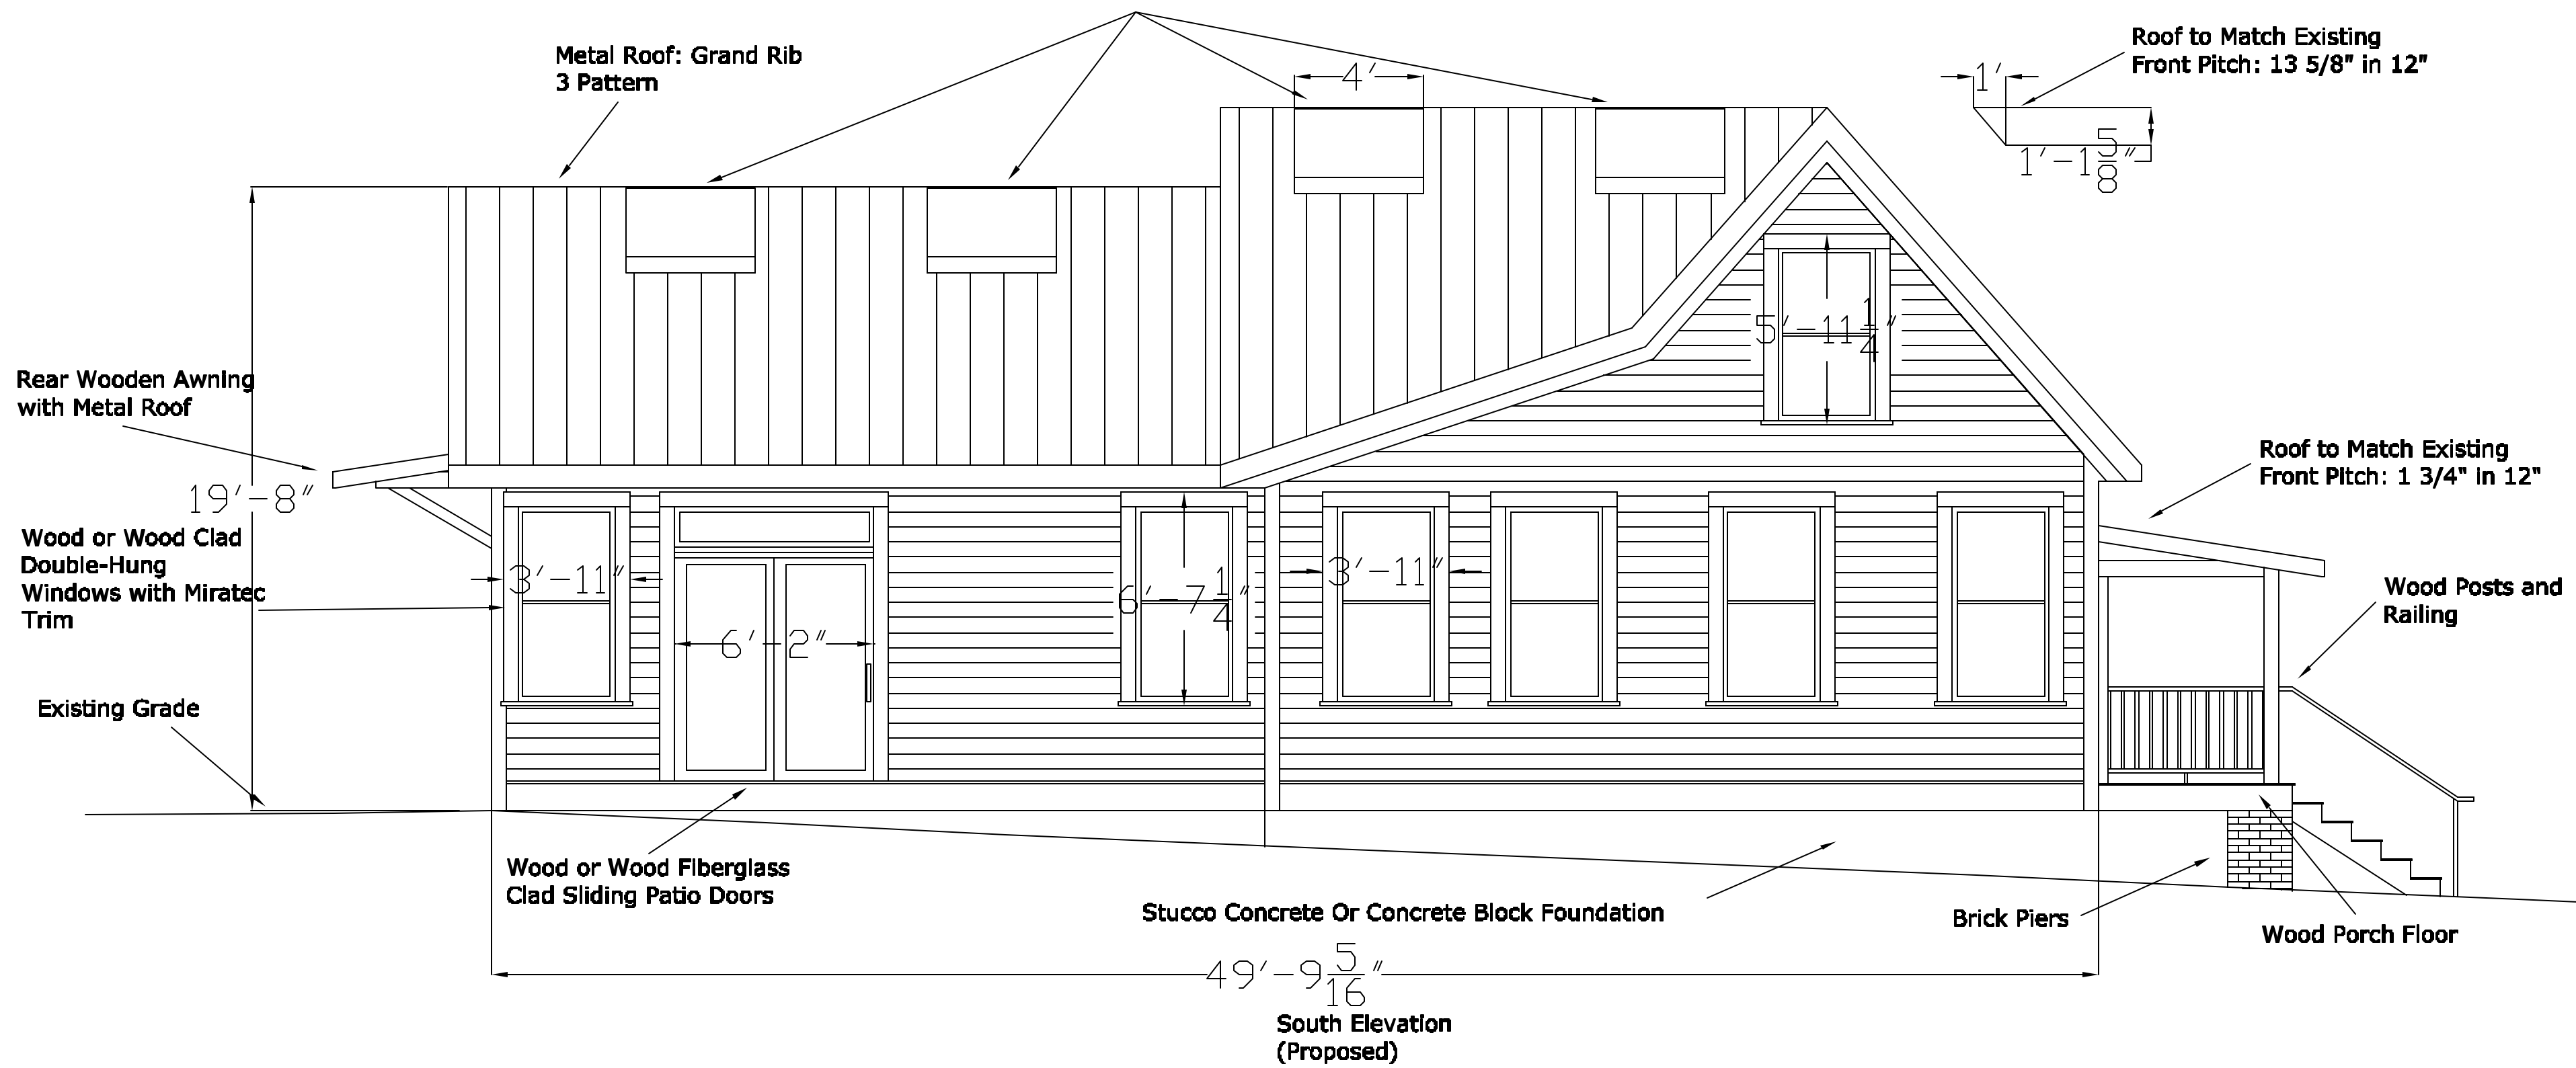 Metal Roof: Grand Rib
3 Pattern
4'
1'
Roof to Match Existing
Front Pitch: 13 5/8" in 12"
1'-1 5/8"
5'-11 1/4"
Rear Wooden Awning
with Metal Roof
19'-8"
Roof to Match Existing
Front Pitch: 1 3/4" in 12"
Wood or Wood Clad
Double-Hung
Windows with Miratec
Trim
3'-11"
6'-2"
6'-7 1/4"
3'-11"
Wood Posts and
Railing
Existing Grade
Wood or Wood Fiberglass
Clad Sliding Patio Doors
Stucco Concrete Or Concrete Block Foundation
Brick Piers
Wood Porch Floor
49'-9 5/16"
South Elevation
(Proposed)